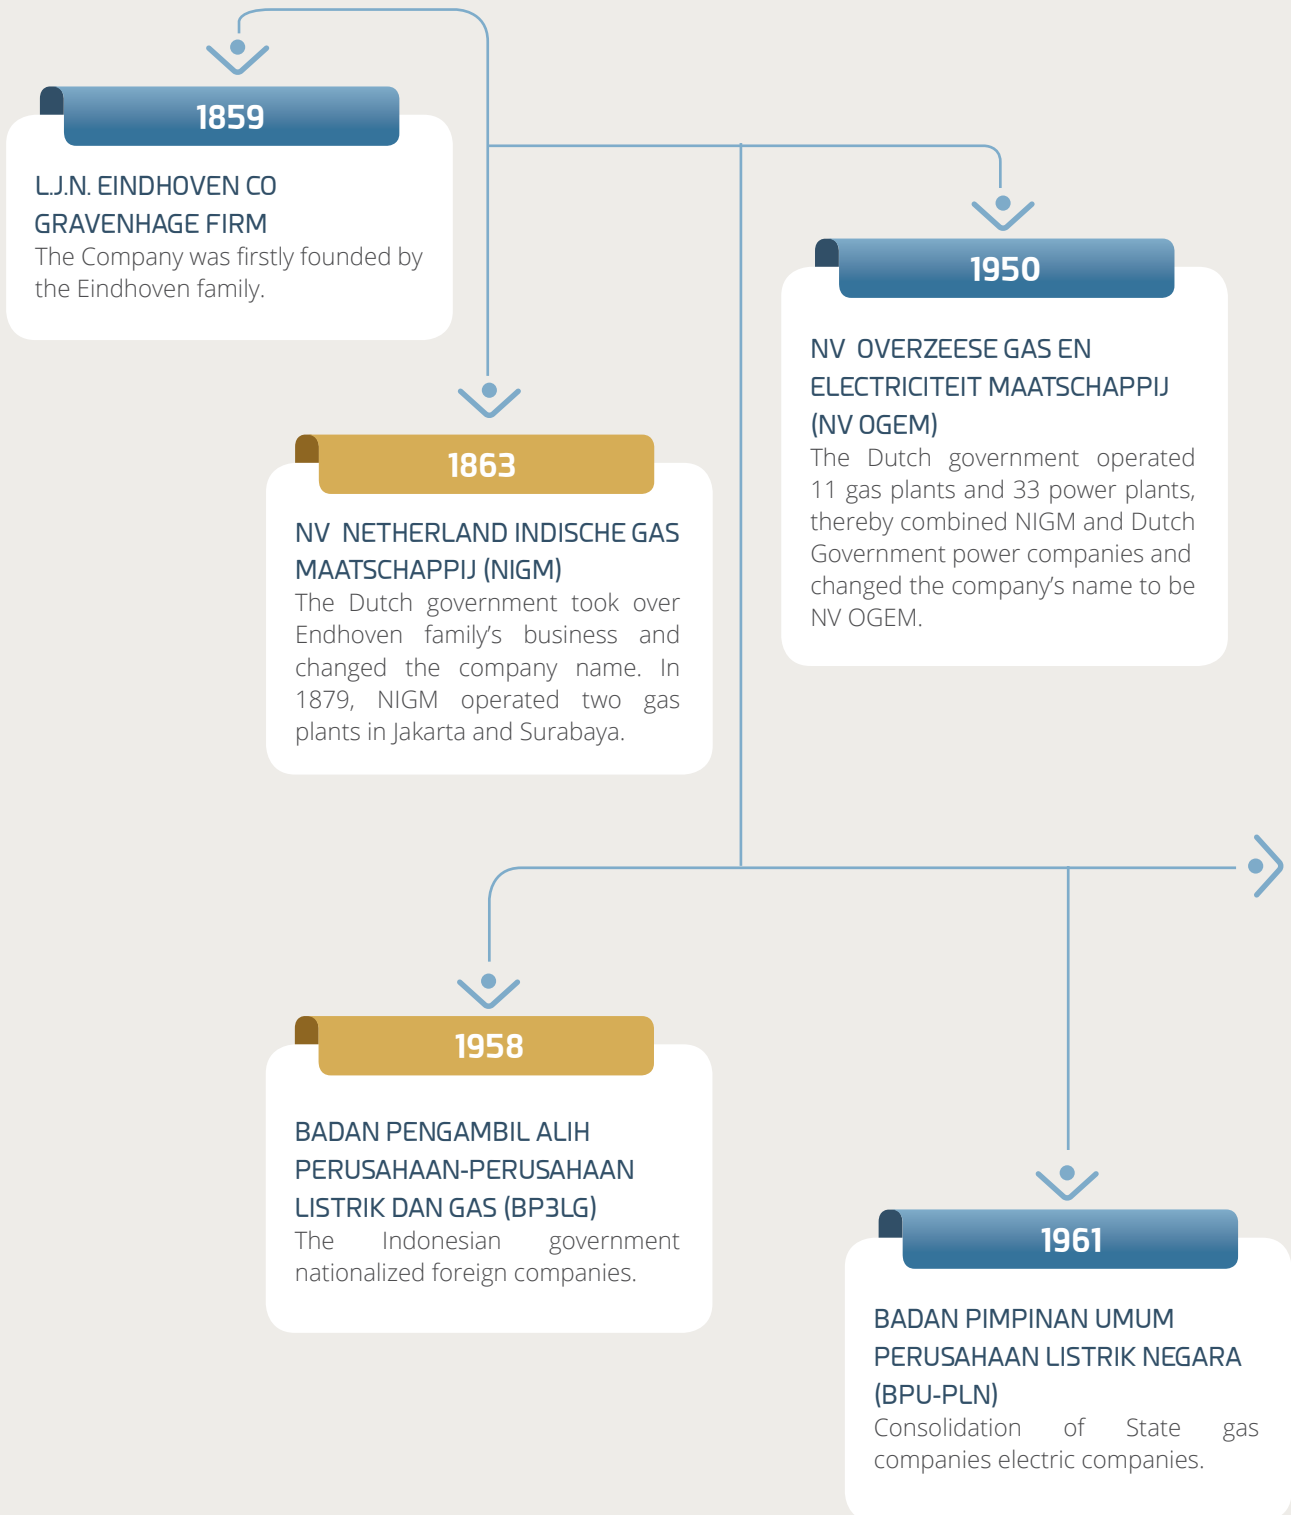 1859
L.J.N. EINDHOVEN CO
GRAVENHAGE FIRM
The Company was firstly founded by
the Eindhoven family.
1863
NV NETHERLAND INDISCHE GAS
MAATSCHAPPIJ (NIGM)
The Dutch government took over
Endhoven family's business and
changed the company name. In
1879, NIGM operated two gas
plants in Jakarta and Surabaya.
1950
NV OVERZEESE GAS EN
ELECTRICITEIT MAATSCHAPPIJ
(NV OGEM)
The Dutch government operated
11 gas plants and 33 power plants,
thereby combined NIGM and Dutch
Government power companies and
changed the company's name to be
NV OGEM.
1958
BADAN PENGAMBIL ALIH
PERUSAHAAN-PERUSAHAAN
LISTRIK DAN GAS (BP3LG)
The Indonesian government
nationalized foreign companies.
1961
BADAN PIMPINAN UMUM
PERUSAHAAN LISTRIK NEGARA
(BPU-PLN)
Consolidation of State gas
companies electric companies.